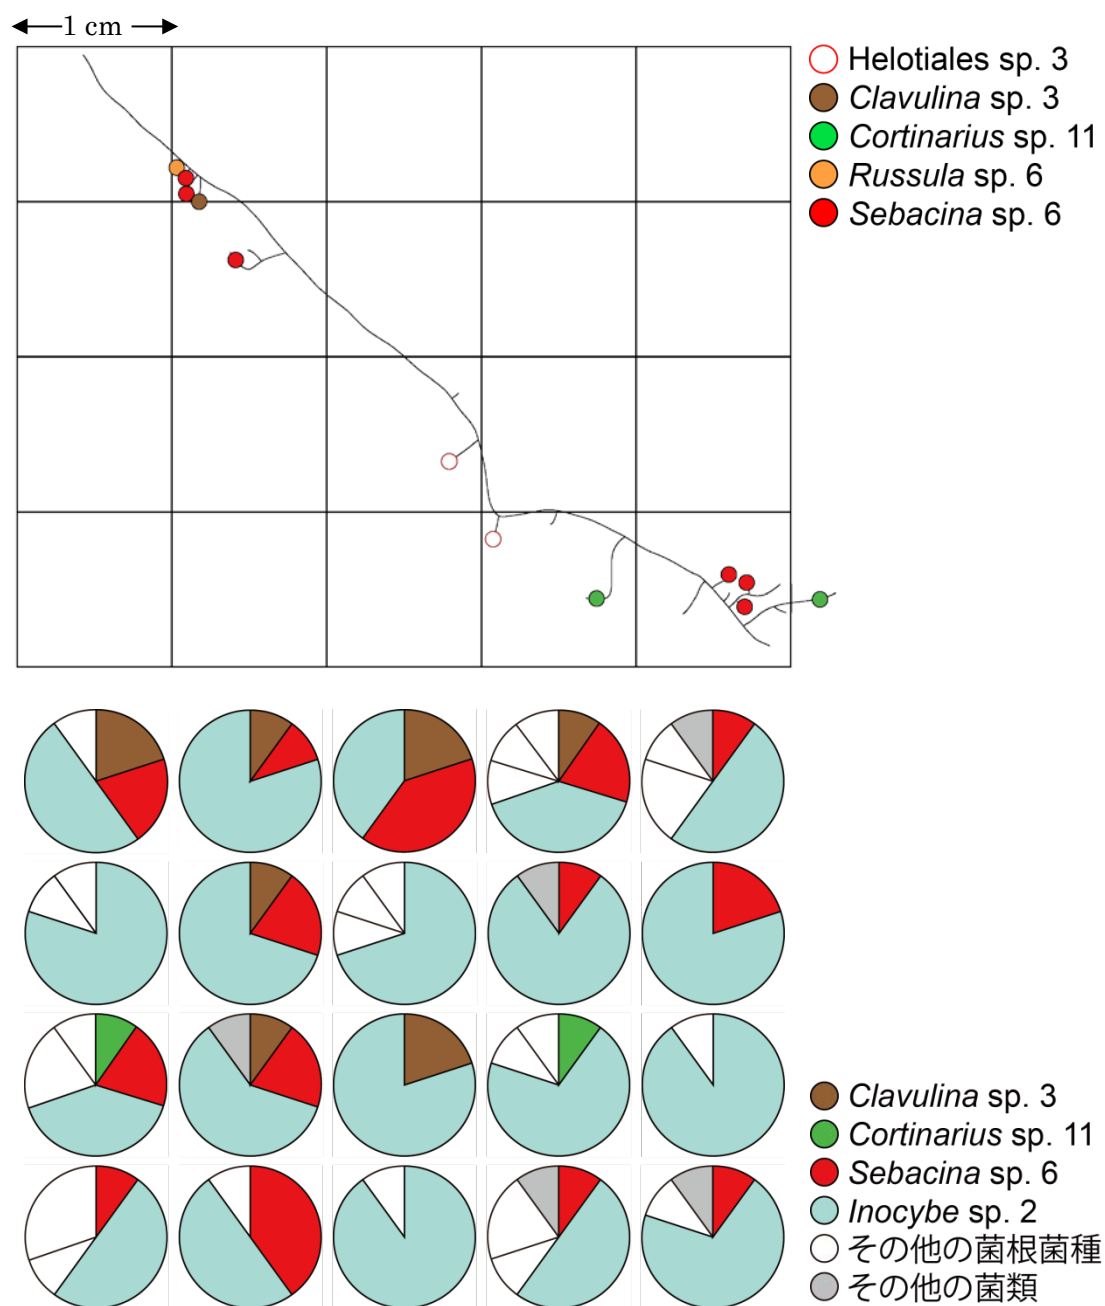 1 cm
Helotiales sp. 3
Clavulina sp. 3
Cortinarius sp. 11
Russula sp. 6
Sebacina sp. 6
Clavulina sp. 3
Cortinarius sp. 11
Sebacina sp. 6
Inocybe sp. 2
その他の菌根菌種
その他の菌類